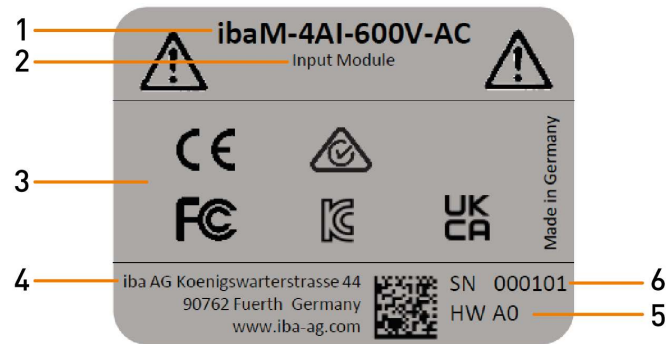 1
ibaM-4AI-600V-AC
2
Input Module
3
CE
FC
KC
UK
CA
Made in Germany
4
iba AG Koenigswarterstrasse 44
90762 Fuerth Germany
www.iba-ag.com
SN 000101
6
HW A0
5